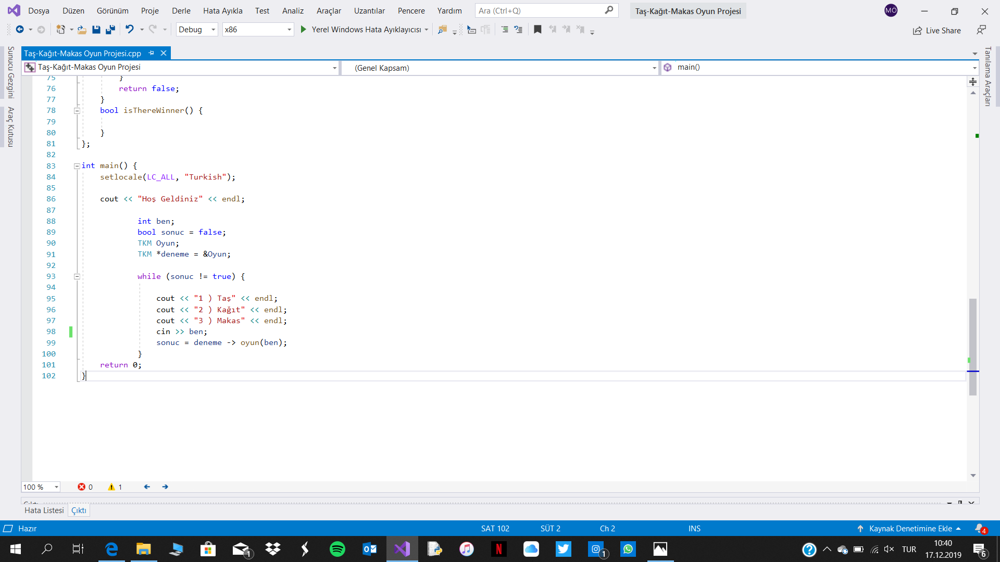 Dosya Düzen Görünüm Proje Derle Hata Ayıkla Test Analiz Araçlar Uzantılar Pencere Yardım Ara (Ctrl+Q) Taş-Kağıt-Makas Oyun Projesi MÖ
Debug x86 Yerel Windows Hata Ayıklayıcısı Live Share
Sunucu Gezgini
Araç Kutusu
Tanılama Araçları
Taş-Kağıt-Makas Oyun Projesi.cpp
Taş-Kağıt-Makas Oyun Projesi (Genel Kapsam) main()
75 }
76 return false;
77 }
78 bool isThereWinner() {
79
80 }
81 };
82
83 int main() {
84 setlocale(LC_ALL, "Turkish");
85
86 cout << "Hoş Geldiniz" << endl;
87
88 int ben;
89 bool sonuc = false;
90 TKM Oyun;
91 TKM *deneme = &Oyun;
92
93 while (sonuc != true) {
94
95 cout << "1 ) Taş" << endl;
96 cout << "2 ) Kağıt" << endl;
97 cout << "3 ) Makas" << endl;
98 cin >> ben;
99 sonuc = deneme -> oyun(ben);
100 }
101 return 0;
102 }
100 % 0 1
Hata Listesi Çıktı
Hazır SAT 102 SÜT 2 Ch 2 INS Kaynak Denetimine Ekle 4
1 1 TUR 10:40
17.12.2019 6